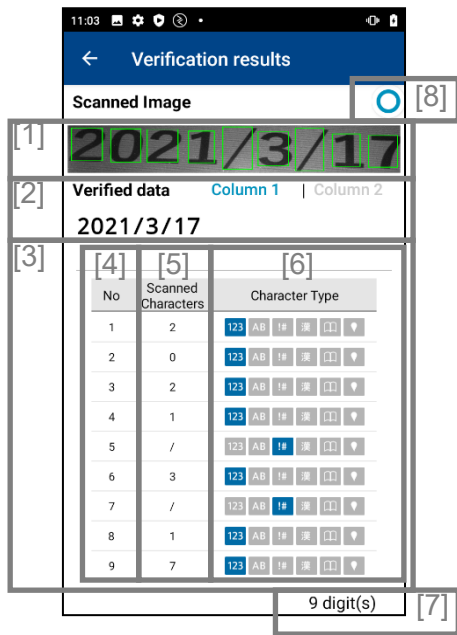 11:03
Verification results
Scanned Image
[8]
[1]
2021/3/17
[2]
Verified data Column 1 | Column 2
2021/3/17
[3]
[4] [5] [6]
No Scanned Characters Character Type
1 2 123 AB !# 漢
2 0 123 AB !# 漢
3 2 123 AB !# 漢
4 1 123 AB !# 漢
5 / 123 AB !# 漢
6 3 123 AB !# 漢
7 / 123 AB !# 漢
8 1 123 AB !# 漢
9 7 123 AB !# 漢
9 digit(s)
[7]